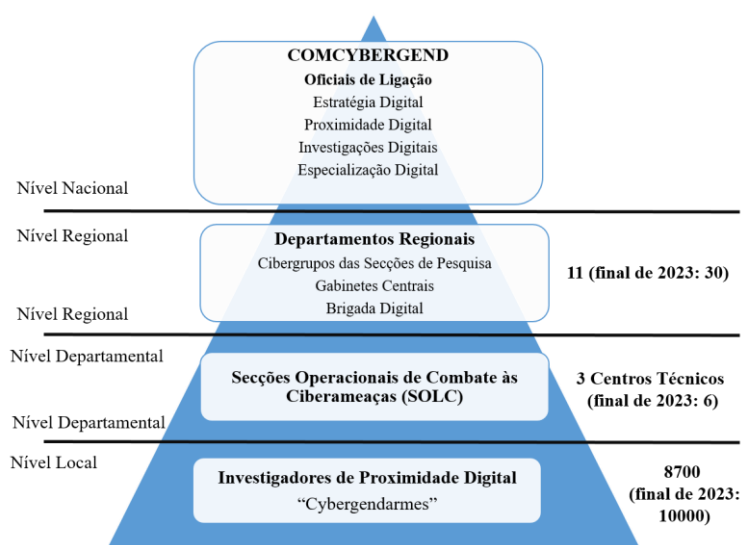 COMCYBERGEND
Oficiais de Ligação
Estratégia Digital
Proximidade Digital
Investigações Digitais
Especialização Digital
Nível Nacional
Nível Regional
Departamentos Regionais
Cibergrupos das Secções de Pesquisa
Gabinetes Centrais
Brigada Digital
11 (final de 2023: 30)
Nível Regional
Nível Departamental
Secções Operacionais de Combate às
Ciberameaças (SOLC)
3 Centros Técnicos
(final de 2023: 6)
Nível Departamental
Nível Local
Investigadores de Proximidade Digital
“Cybergendarmes”
8700
(final de 2023:
10000)